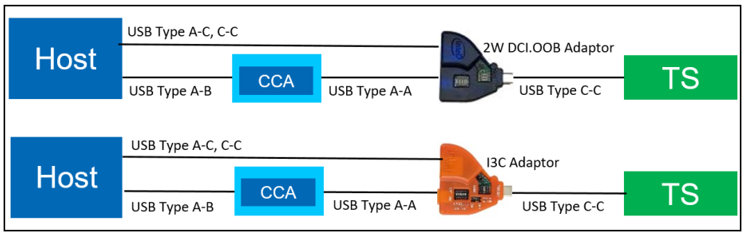 USB Type A-C, C-C
Host
2W DCI.OOB Adaptor
CCA
TS
USB Type A-B
USB Type A-A
USB Type C-C
USB Type A-C, C-C
Host
I3C Adaptor
CCA
TS
USB Type A-B
USB Type A-A
USB Type C-C